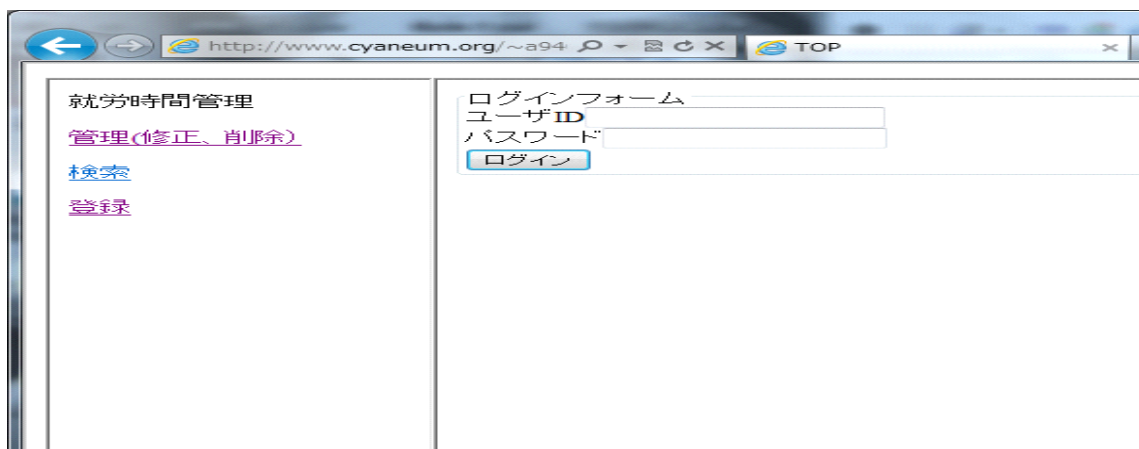 http://www.cyaneum.org/~a94
TOP
就労時間管理
管理(修正、削除)
検索
登録
ログインフォーム
ユーザID
パスワード
ログイン